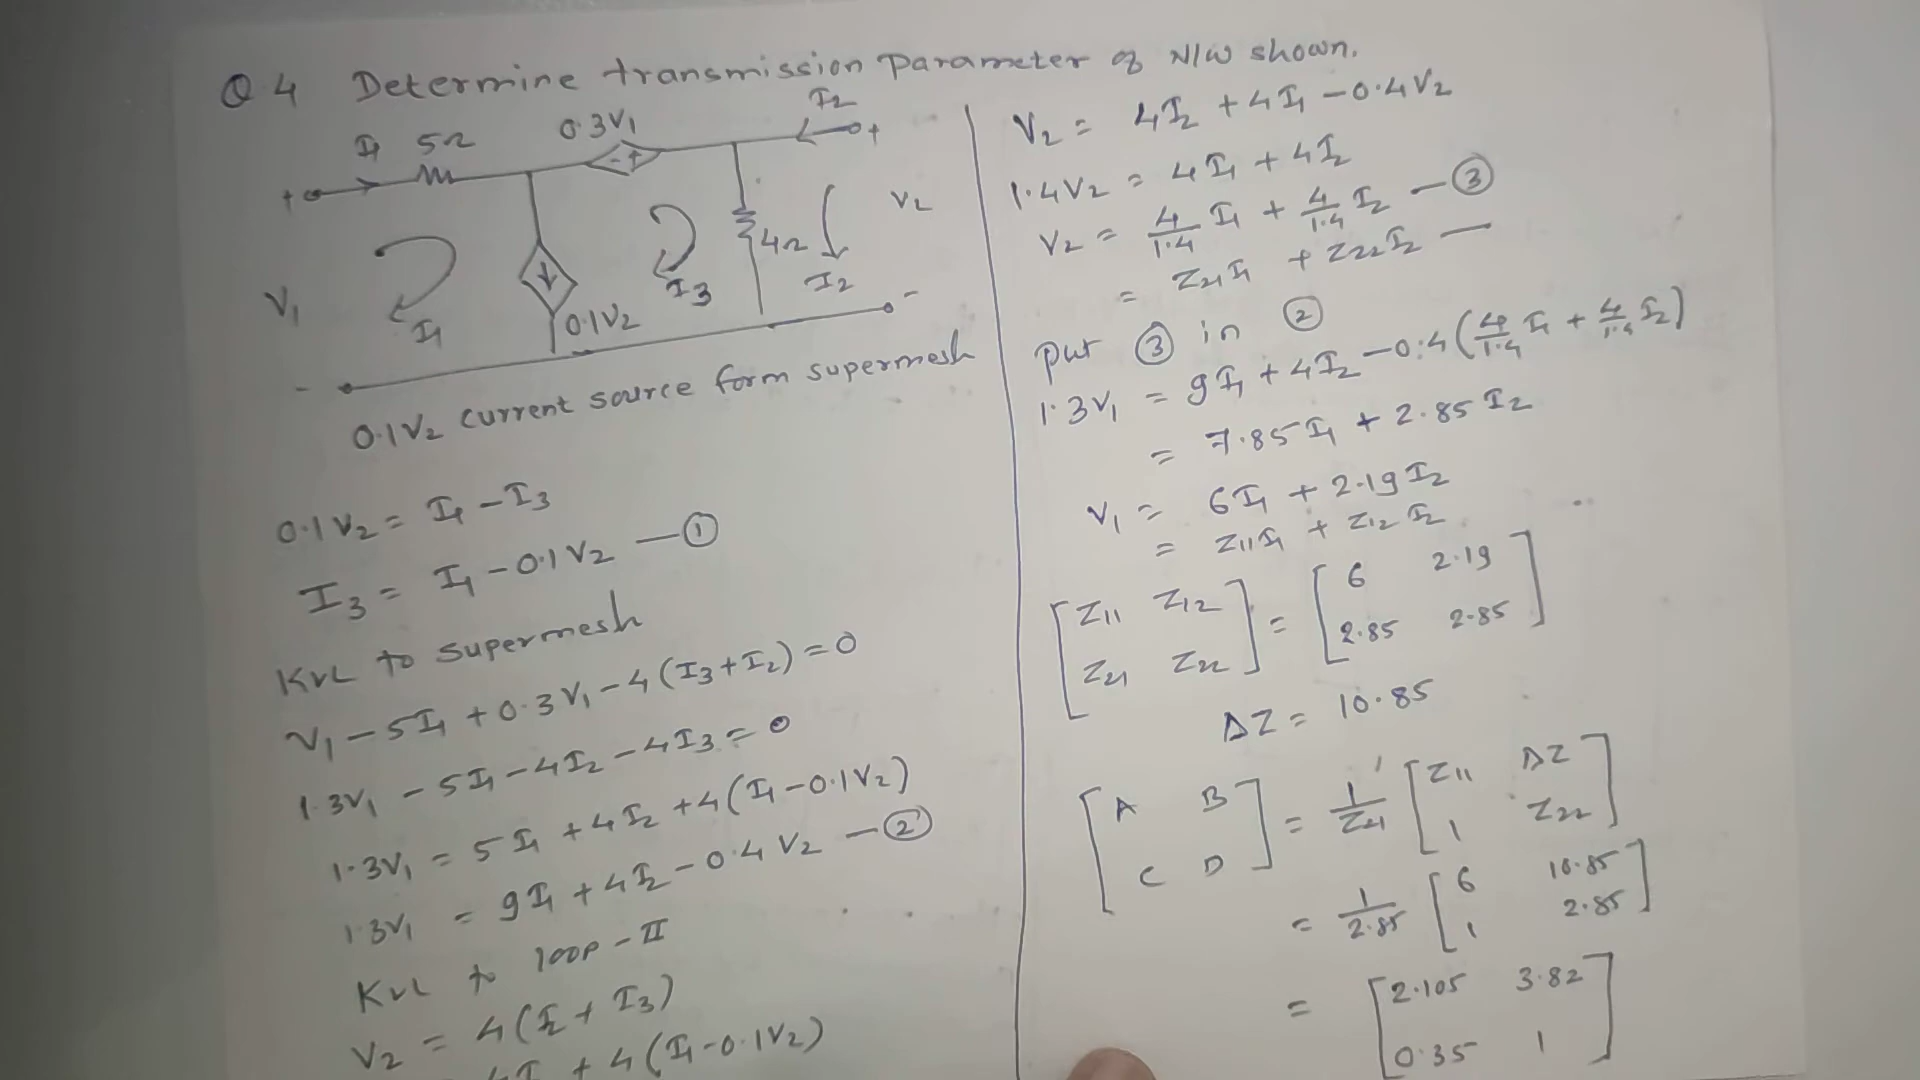 Q.4 Determine transmission Parameter of N/W shown.
I1 5Ω 0.3V1 I2
+ - + +
V1 I1 0.1V2 I3 4Ω I2 V2
- -
0.1V2 current source form supermesh
0.1V2 = I1 - I3
I3 = I1 - 0.1V2 — ①
KVL to supermesh
V1 - 5I1 + 0.3V1 - 4(I3 + I2) = 0
1.3V1 - 5I1 - 4I2 - 4I3 = 0
1.3V1 = 5I1 + 4I2 + 4(I1 - 0.1V2)
1.3V1 = 9I1 + 4I2 - 0.4V2 — ②
KVL to loop-II
V2 = 4(I2 + I3)
+ 4(I1 - 0.1V2)
V2 = 4I2 + 4I1 - 0.4V2
1.4V2 = 4I1 + 4I2
V2 = 4/1.4 I1 + 4/1.4 I2 — ③
= Z21I1 + Z22I2 —
put ③ in ②
1.3V1 = 9I1 + 4I2 - 0.4(4/1.4 I1 + 4/1.4 I2)
= 7.85I1 + 2.85I2
V1 = 6I1 + 2.19I2
= Z11I1 + Z12I2
[Z11 Z12] = [6 2.19]
[Z21 Z22] [2.85 2.85]
ΔZ = 10.85
[A B] = 1/Z21 [Z11 ΔZ]
[C D] [1 Z22]
= 1/2.85 [6 10.85]
[1 2.85]
= [2.105 3.82]
[0.35 1]